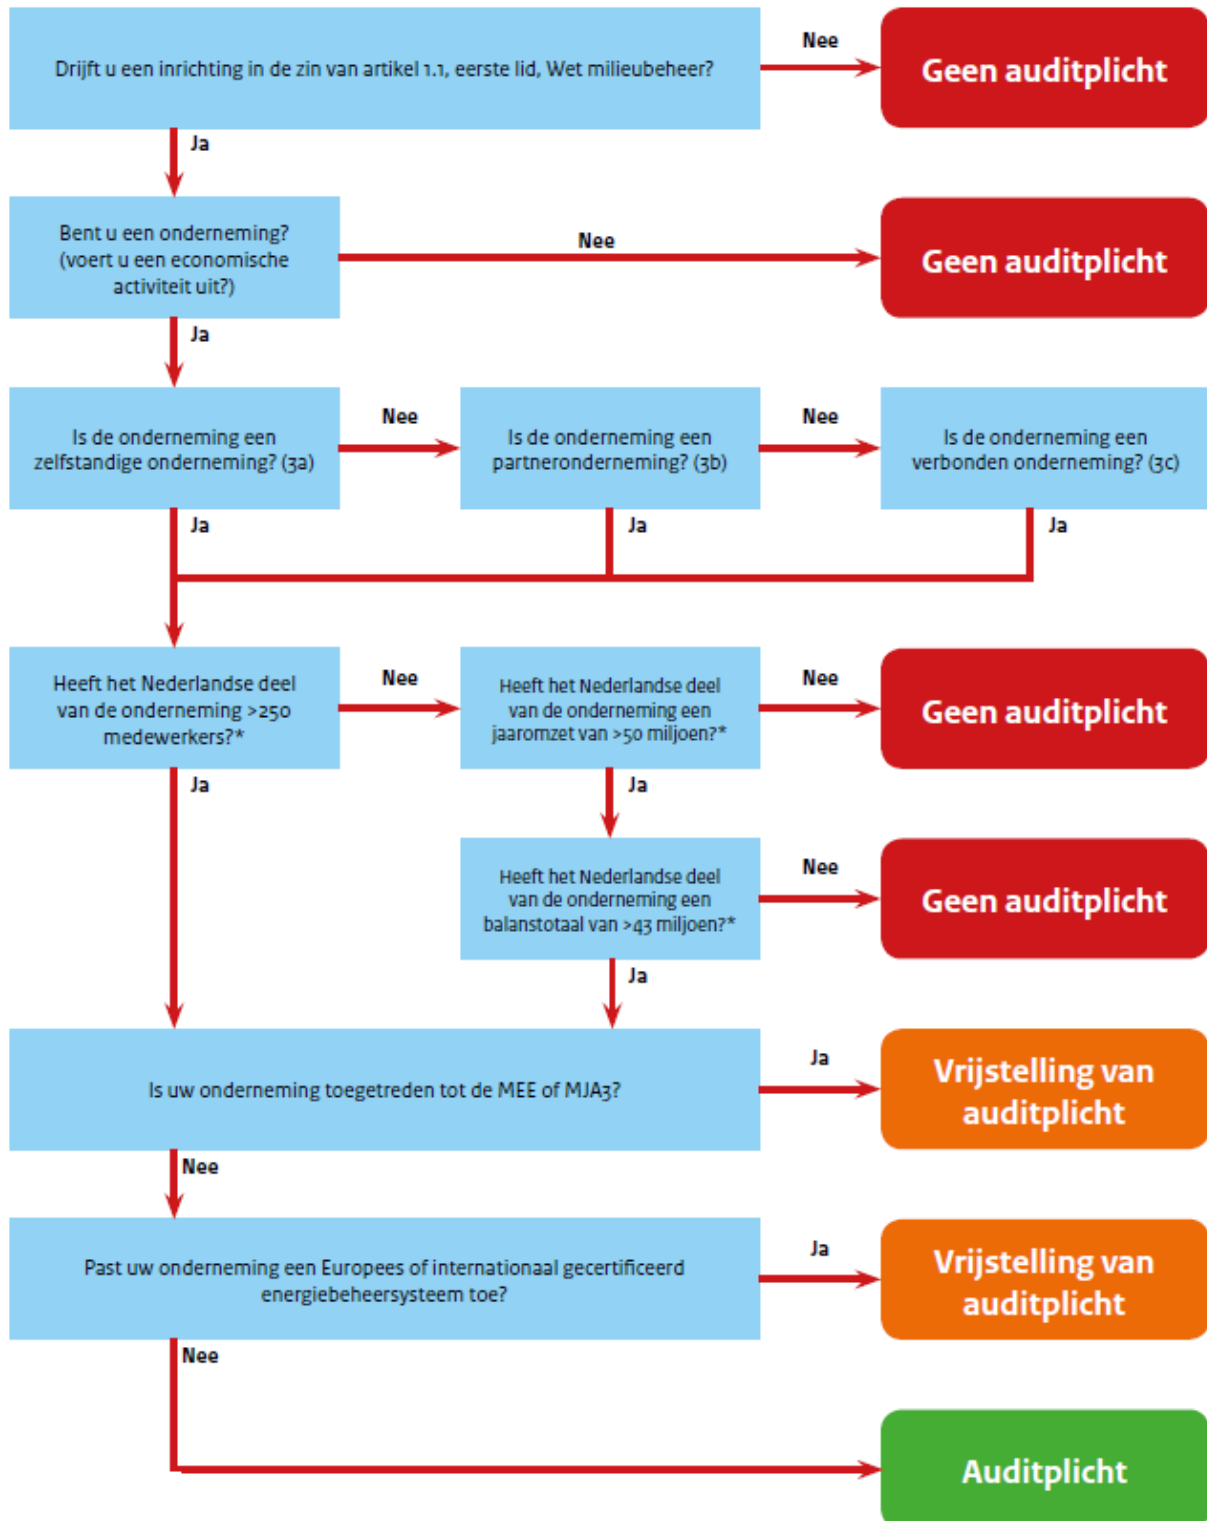 Drijft u een inrichting in de zin van artikel 1.1, eerste lid, Wet milieubeheer?
Nee
Geen auditplicht
Ja
Bent u een onderneming?
(voert u een economische
activiteit uit?)
Nee
Geen auditplicht
Ja
Is de onderneming een
zelfstandige onderneming? (3a)
Nee
Is de onderneming een
partneronderneming? (3b)
Nee
Is de onderneming een
verbonden onderneming? (3c)
Ja
Ja
Ja
Heeft het Nederlandse deel
van de onderneming >250
medewerkers?*
Nee
Heeft het Nederlandse deel
van de onderneming een
jaaromzet van >50 miljoen?*
Nee
Geen auditplicht
Ja
Ja
Heeft het Nederlandse deel
van de onderneming een
balanstotaal van >43 miljoen?*
Nee
Geen auditplicht
Ja
Is uw onderneming toegetreden tot de MEE of MJA3?
Ja
Vrijstelling van
auditplicht
Nee
Past uw onderneming een Europees of internationaal gecertificeerd
energiebeheersysteem toe?
Ja
Vrijstelling van
auditplicht
Nee
Auditplicht